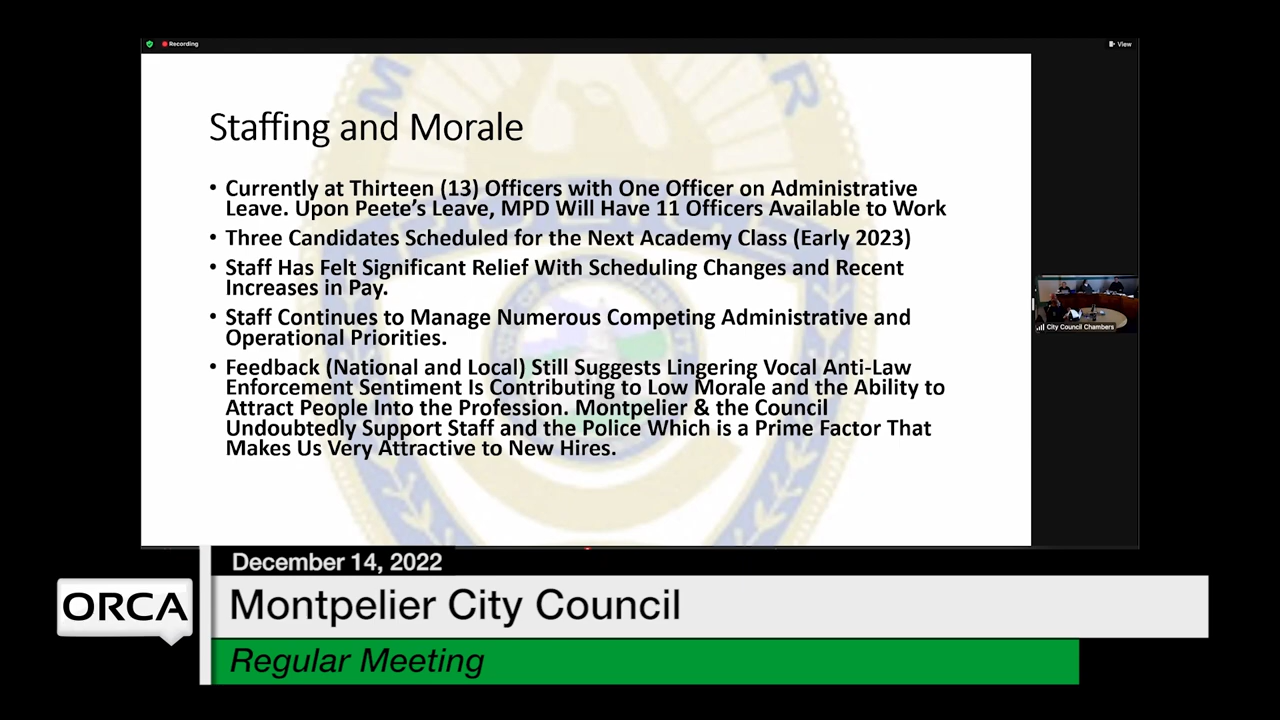 Recording
View
Staffing and Morale
• Currently at Thirteen (13) Officers with One Officer on Administrative
Leave. Upon Peete's Leave, MPD Will Have 11 Officers Available to Work
• Three Candidates Scheduled for the Next Academy Class (Early 2023)
• Staff Has Felt Significant Relief With Scheduling Changes and Recent
Increases in Pay.
• Staff Continues to Manage Numerous Competing Administrative and
Operational Priorities.
• Feedback (National and Local) Still Suggests Lingering Vocal Anti-Law
Enforcement Sentiment Is Contributing to Low Morale and the Ability to
Attract People Into the Profession. Montpelier & the Council
Undoubtedly Support Staff and the Police Which is a Prime Factor That
Makes Us Very Attractive to New Hires.
City Council Chambers
December 14, 2022
ORCA
Montpelier City Council
Regular Meeting